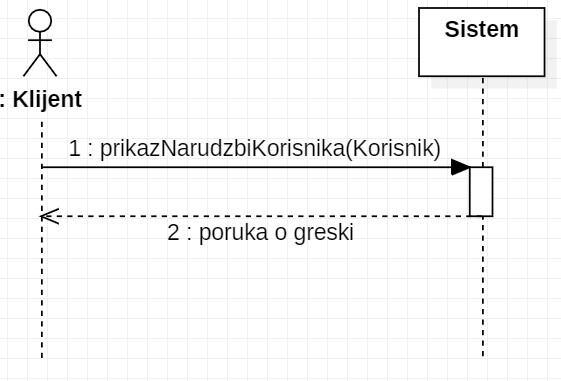 Sistem
: Klijent
1 : prikazNarudzbiKorisnika(Korisnik)
2 : poruka o greski